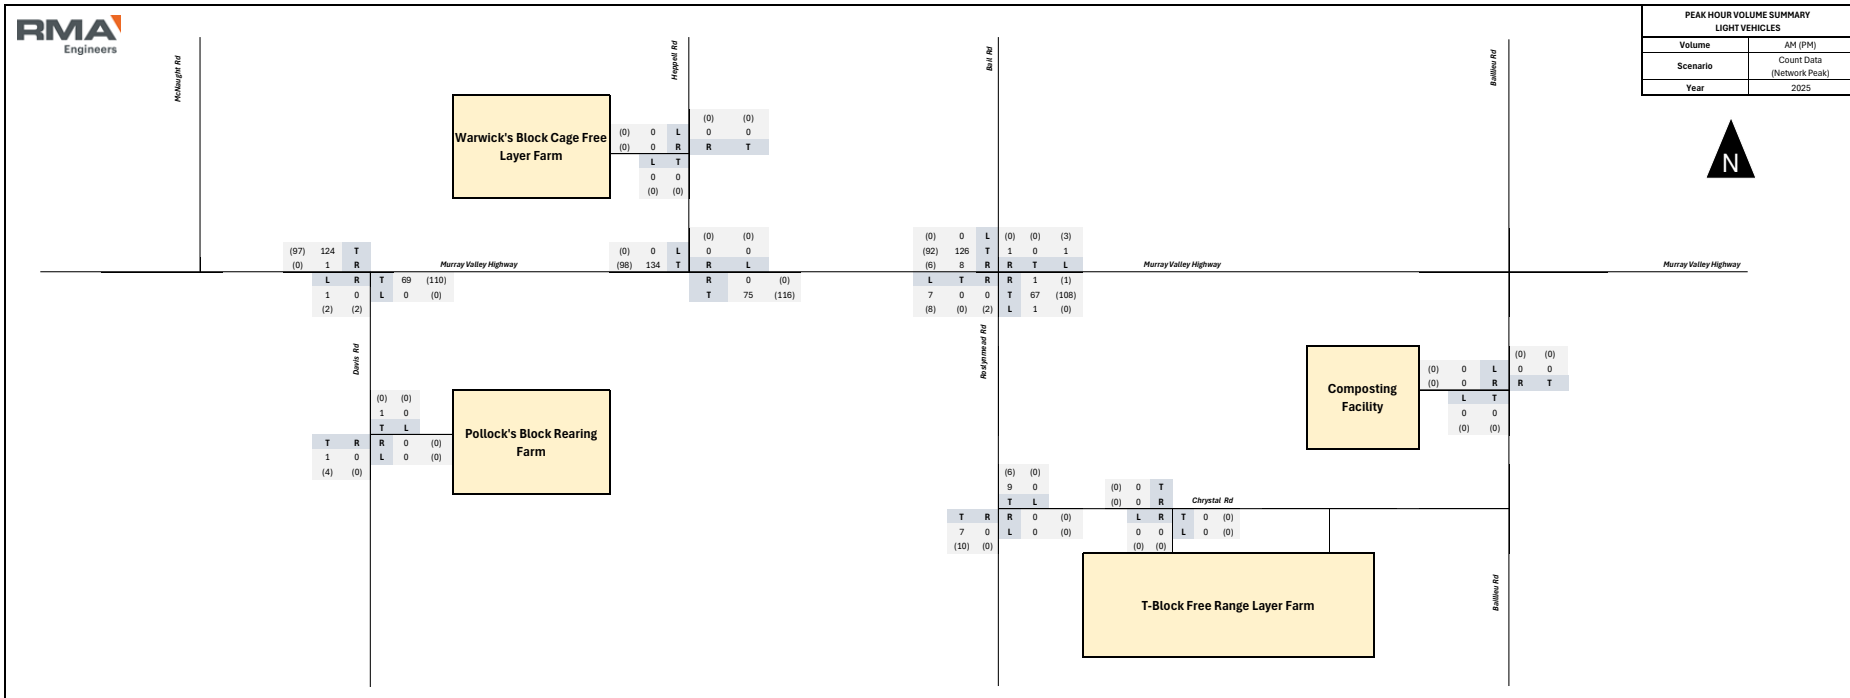 RMA
Engineers
PEAK HOUR VOLUME SUMMARY
LIGHT VEHICLES
Volume AM (PM)
Scenario Count Data
(Network Peak)
Year 2025
N
McNaught Rd
Heppell Rd
Ball Rd
Baillieu Rd
Warwick's Block Cage Free
Layer Farm
(0) (0)
(0) 0 L 0 0
(0) 0 R R T
L T
0 0
(0) (0)
(97) 124 T
(0) 1 R
L R T 69 (110)
1 0 L 0 (0)
(2) (2)
Murray Valley Highway
(0) (0)
(0) 0 L 0 0
(98) 134 T R L
R 0 (0)
T 75 (116)
(0) 0 L (0) (0) (3)
(92) 126 T 1 0 1
(6) 8 R R T L
L T R R 1 (1)
7 0 0 T 67 (108)
(8) (0) (2) L 1 (0)
Murray Valley Highway
Murray Valley Highway
Davis Rd
Roslynmead Rd
(0) (0)
1 0
T L
T R R 0 (0)
1 0 L 0 (0)
(4) (0)
Pollock's Block Rearing
Farm
Composting
Facility
(0) (0)
(0) 0 L 0 0
(0) 0 R R T
L T
0 0
(0) (0)
(6) (0)
9 0
T L
T R R 0 (0)
7 0 L 0 (0)
(10) (0)
(0) 0 T
(0) 0 R
L R T 0 (0)
0 0 L 0 (0)
(0) (0)
Chrystal Rd
T-Block Free Range Layer Farm
Baillieu Rd